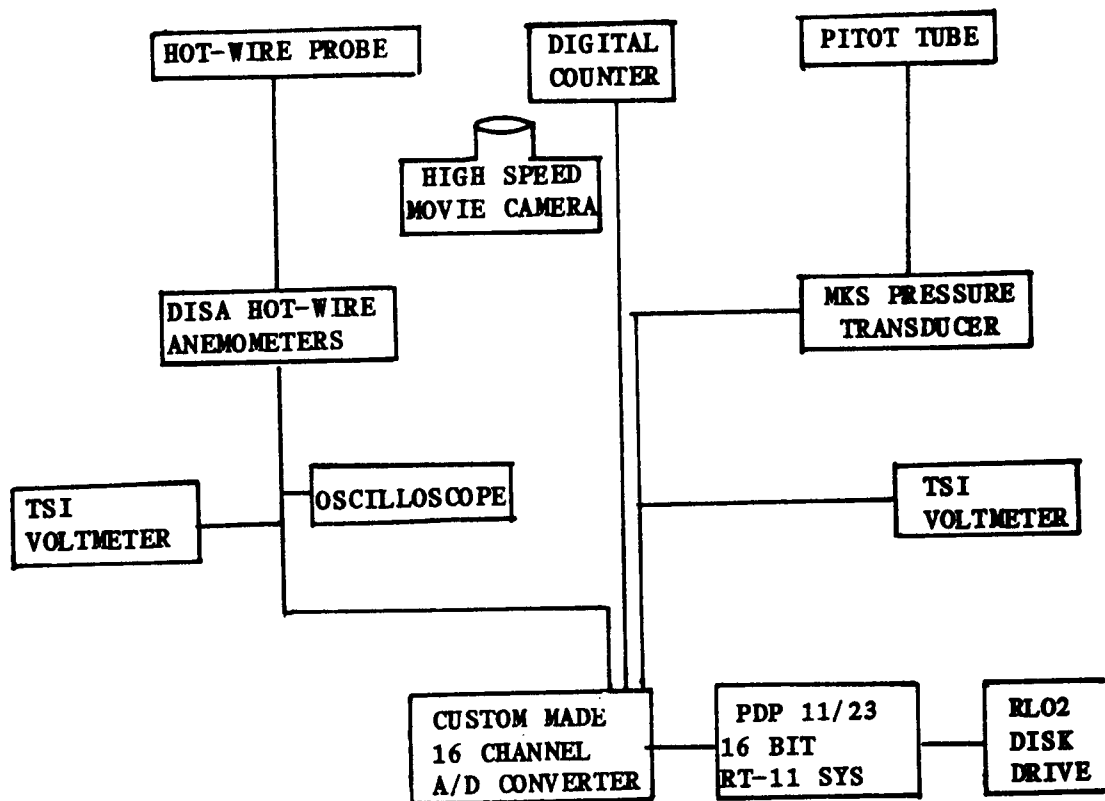 HOT-WIRE PROBE
DIGITAL
COUNTER
PITOT TUBE
HIGH SPEED
MOVIE CAMERA
DISA HOT-WIRE
ANEMOMETERS
MKS PRESSURE
TRANSDUCER
TSI
VOLTMETER
OSCILLOSCOPE
TSI
VOLTMETER
CUSTOM MADE
16 CHANNEL
A/D CONVERTER
PDP 11/23
16 BIT
RT-11 SYS
RLO2
DISK
DRIVE